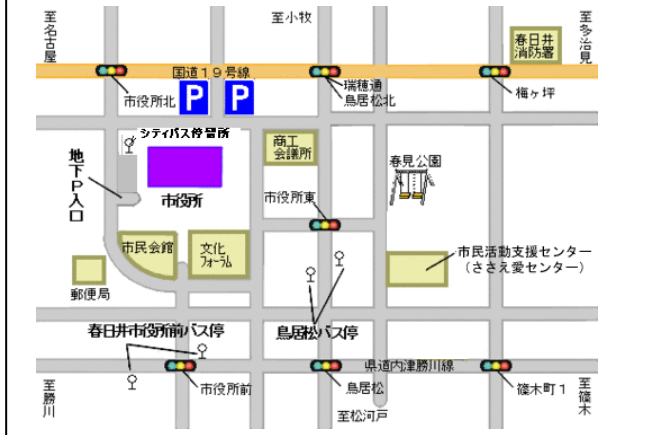 至名古屋
至小牧
至多治見
春日井
消防署
国道19号線
市役所北
P
P
瑞穂通
鳥居松北
梅ヶ坪
シティバス停留所
商工
会議所
春見公園
地下P入口
市役所
市役所東
市民会館
文化
フォーラム
市民活動支援センター
(ささえ愛センター)
郵便局
春日井市役所前バス停
鳥居松バス停
県道内津勝川線
至勝川
市役所前
鳥居松
篠木町1
至篠木
至松河戸